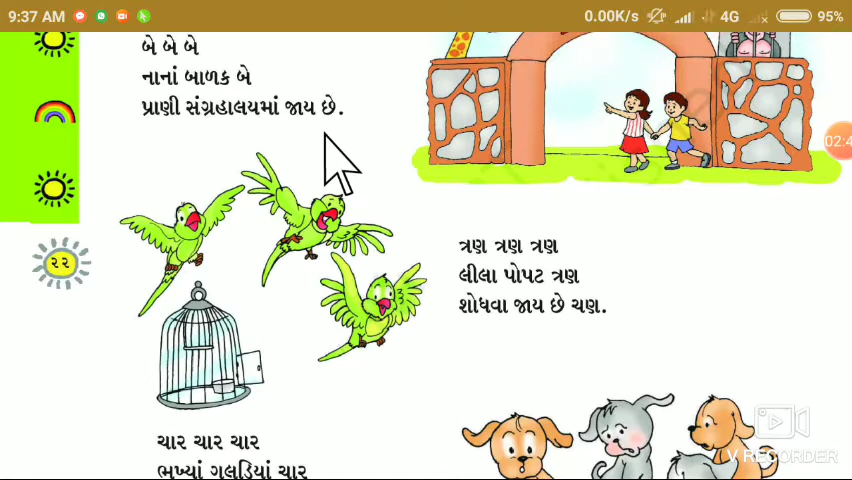 9:37 AM
0.00K/s
4G
95%
બે બે બે
નાનાં બાળક બે
પ્રાણી સંગ્રહાલયમાં જાય છે.
૨૨
ત્રણ ત્રણ ત્રણ
લીલા પોપટ ત્રણ
શોધવા જાય છે ચણ.
ચાર ચાર ચાર
ભૂખ્યાં ગલૂડિયાં ચાર
V RECORDER